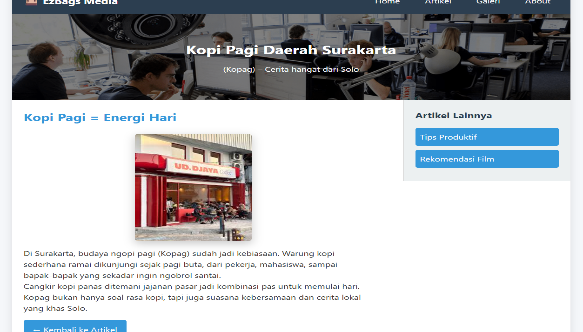 Ezbags Media
Home Artikel Galeri About
Kopi Pagi Daerah Surakarta
(Kopag) – Cerita hangat dari Solo
Kopi Pagi = Energi Hari
UD. DJAYA
Di Surakarta, budaya ngopi pagi (Kopag) sudah jadi kebiasaan. Warung kopi
sederhana ramai dikunjungi sejak pagi buta, dari pekerja, mahasiswa, sampai
bapak-bapak yang sekadar ingin ngobrol santai.
Cangkir kopi panas ditemani jajanan pasar jadi kombinasi pas untuk memulai hari.
Kopag bukan hanya soal rasa kopi, tapi juga suasana kebersamaan dan cerita lokal
yang khas Solo.
← Kembali ke Artikel
Artikel Lainnya
Tips Produktif
Rekomendasi Film